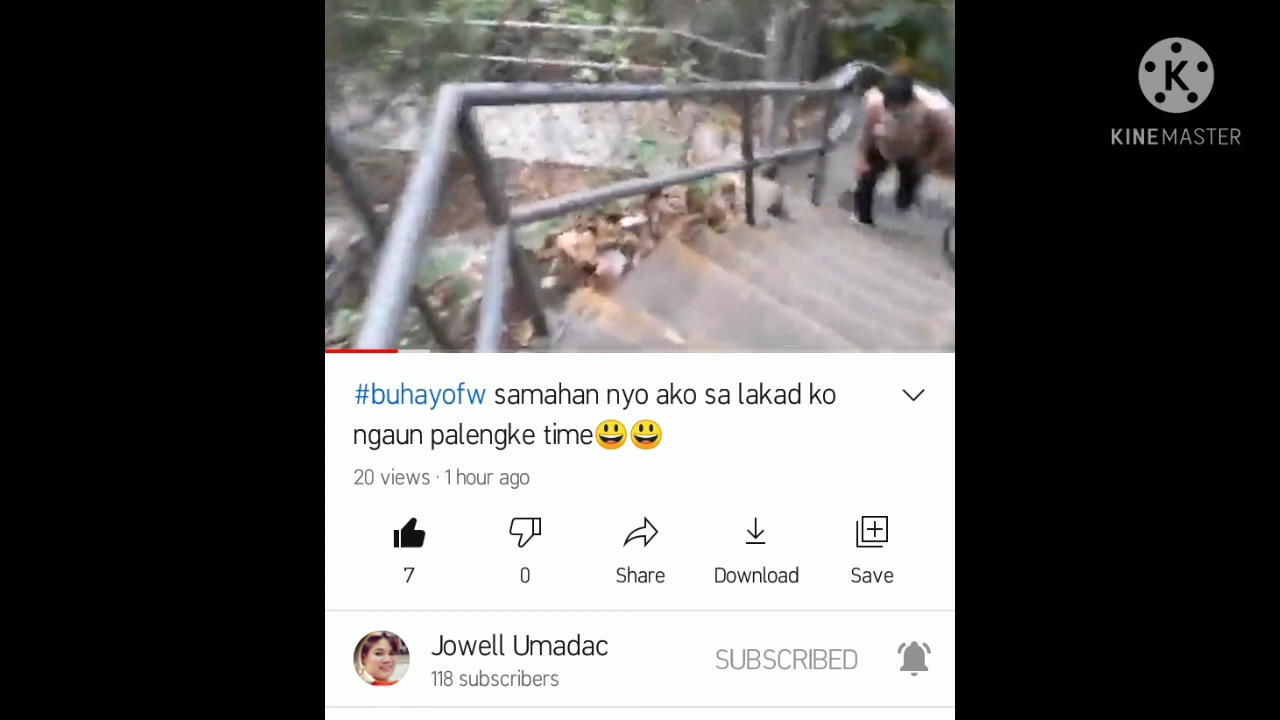 K
KINEMASTER
#buhayofw samahan nyo ako sa lakad ko
ngaun palengke time😃😃
20 views · 1 hour ago
7
0
Share
Download
Save
Jowell Umadac
SUBSCRIBED
118 subscribers